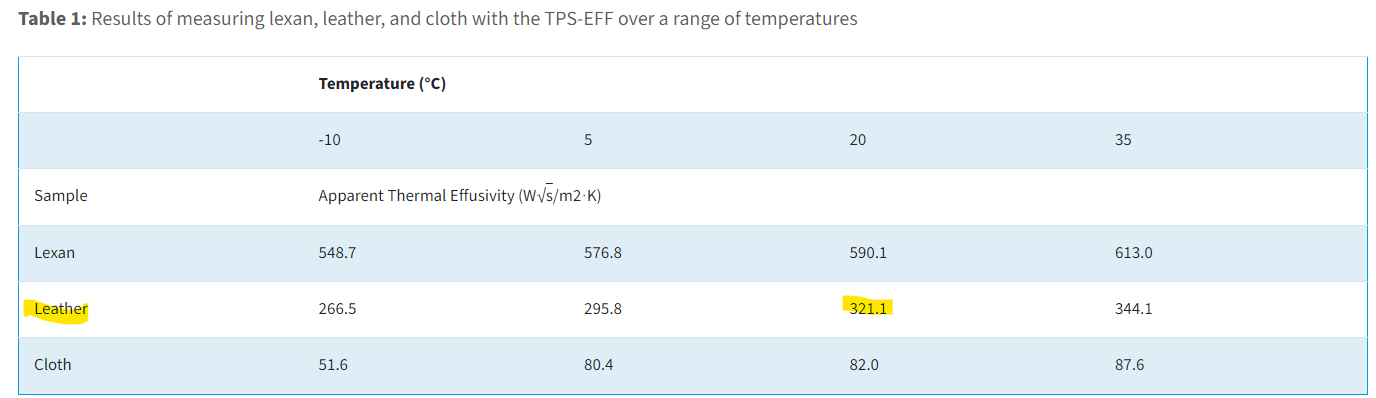 Table 1: Results of measuring lexan, leather, and cloth with the TPS-EFF over a range of temperatures
Temperature (°C)
-10 5 20 35
Sample Apparent Thermal Effusivity (W√s/m2·K)
Lexan 548.7 576.8 590.1 613.0
Leather 266.5 295.8 321.1 344.1
Cloth 51.6 80.4 82.0 87.6